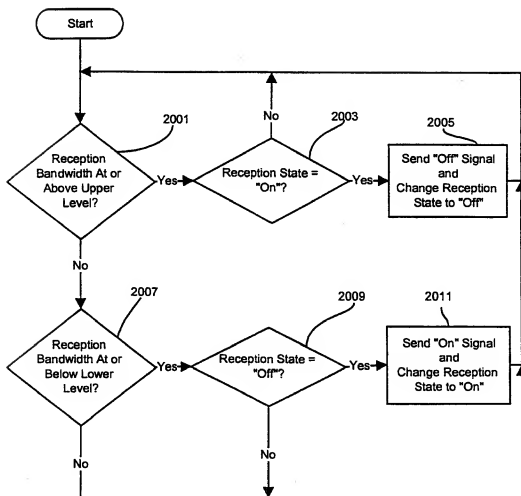 Start
No
2001
2003
2005
Reception
Bandwidth At or
Above Upper
Level?
Yes
Reception State =
"On"?
Yes
Send "Off" Signal
and
Change Reception
State to "Off"
No
2007
2009
2011
Reception
Bandwidth At or
Below Lower
Level?
Yes
Reception State =
"Off"?
Yes
Send "On" Signal
and
Change Reception
State to "On"
No
No